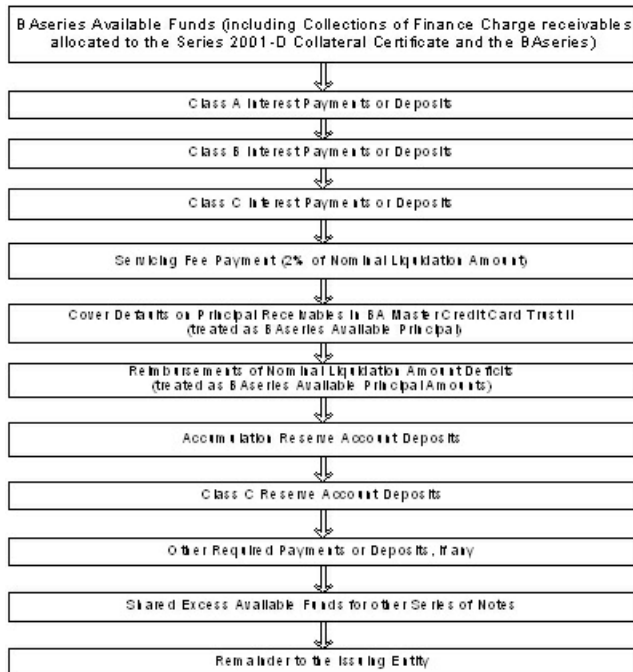 BAseries Available Funds (including Collections of Finance Charge receivables
allocated to the Series 2001-D Collateral Certificate and the BAseries)
Class A Interest Payments or Deposits
Class B Interest Payments or Deposits
Class C Interest Payments or Deposits
Servicing Fee Payment (2% of Nominal Liquidation Amount)
Cover Defaults on Principal Receivables in BA Master Credit Card Trust II
(treated as BAseries Available Principal)
Reimbursements of Nominal Liquidation Amount Deficits
(treated as BAseries Available Principal Amounts)
Accumulation Reserve Account Deposits
Class C Reserve Account Deposits
Other Required Payments or Deposits, if any
Shared Excess Available Funds for other Series of Notes
Remainder to the Issuing Entity